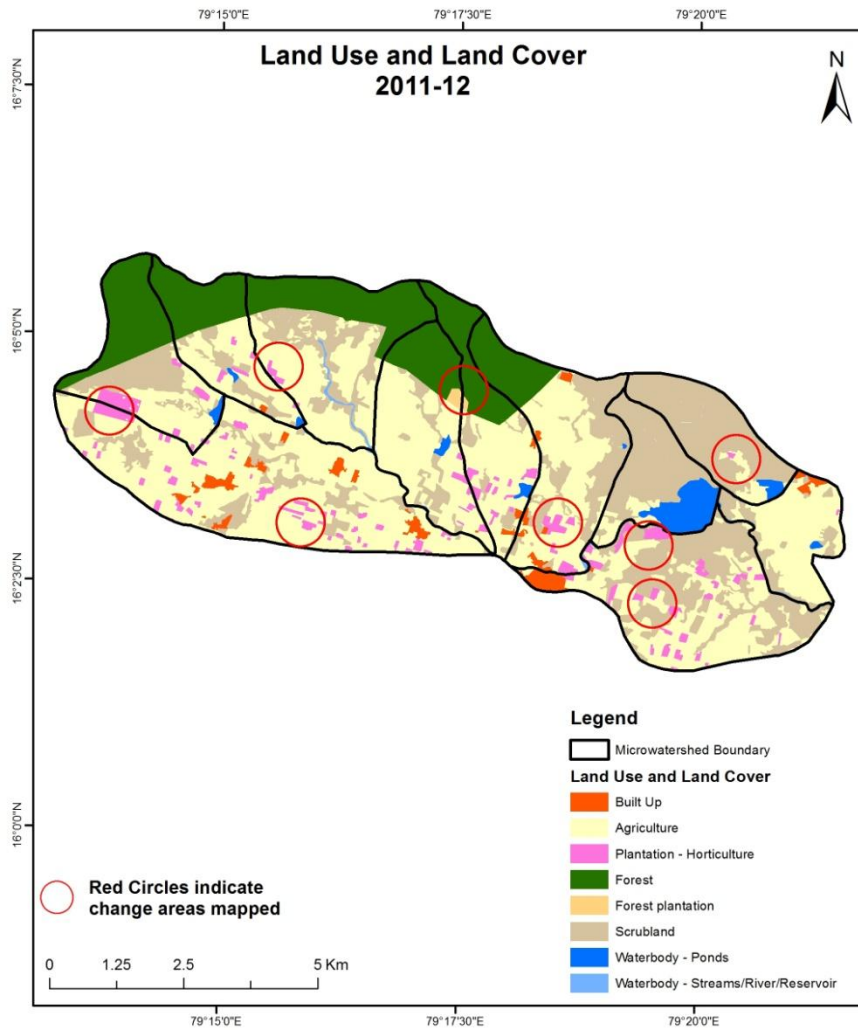 79°15'0"E 79°17'30"E 79°20'0"E
Land Use and Land Cover
2011-12
N
16°7'30"N
16°5'0"N
16°2'30"N
16°0'0"N
Legend
Microwatershed Boundary
Land Use and Land Cover
Built Up
Agriculture
Plantation - Horticulture
Forest
Forest plantation
Scrubland
Waterbody - Ponds
Waterbody - Streams/River/Reservoir
Red Circles indicate
change areas mapped
0 1.25 2.5 5 Km
79°15'0"E 79°17'30"E 79°20'0"E